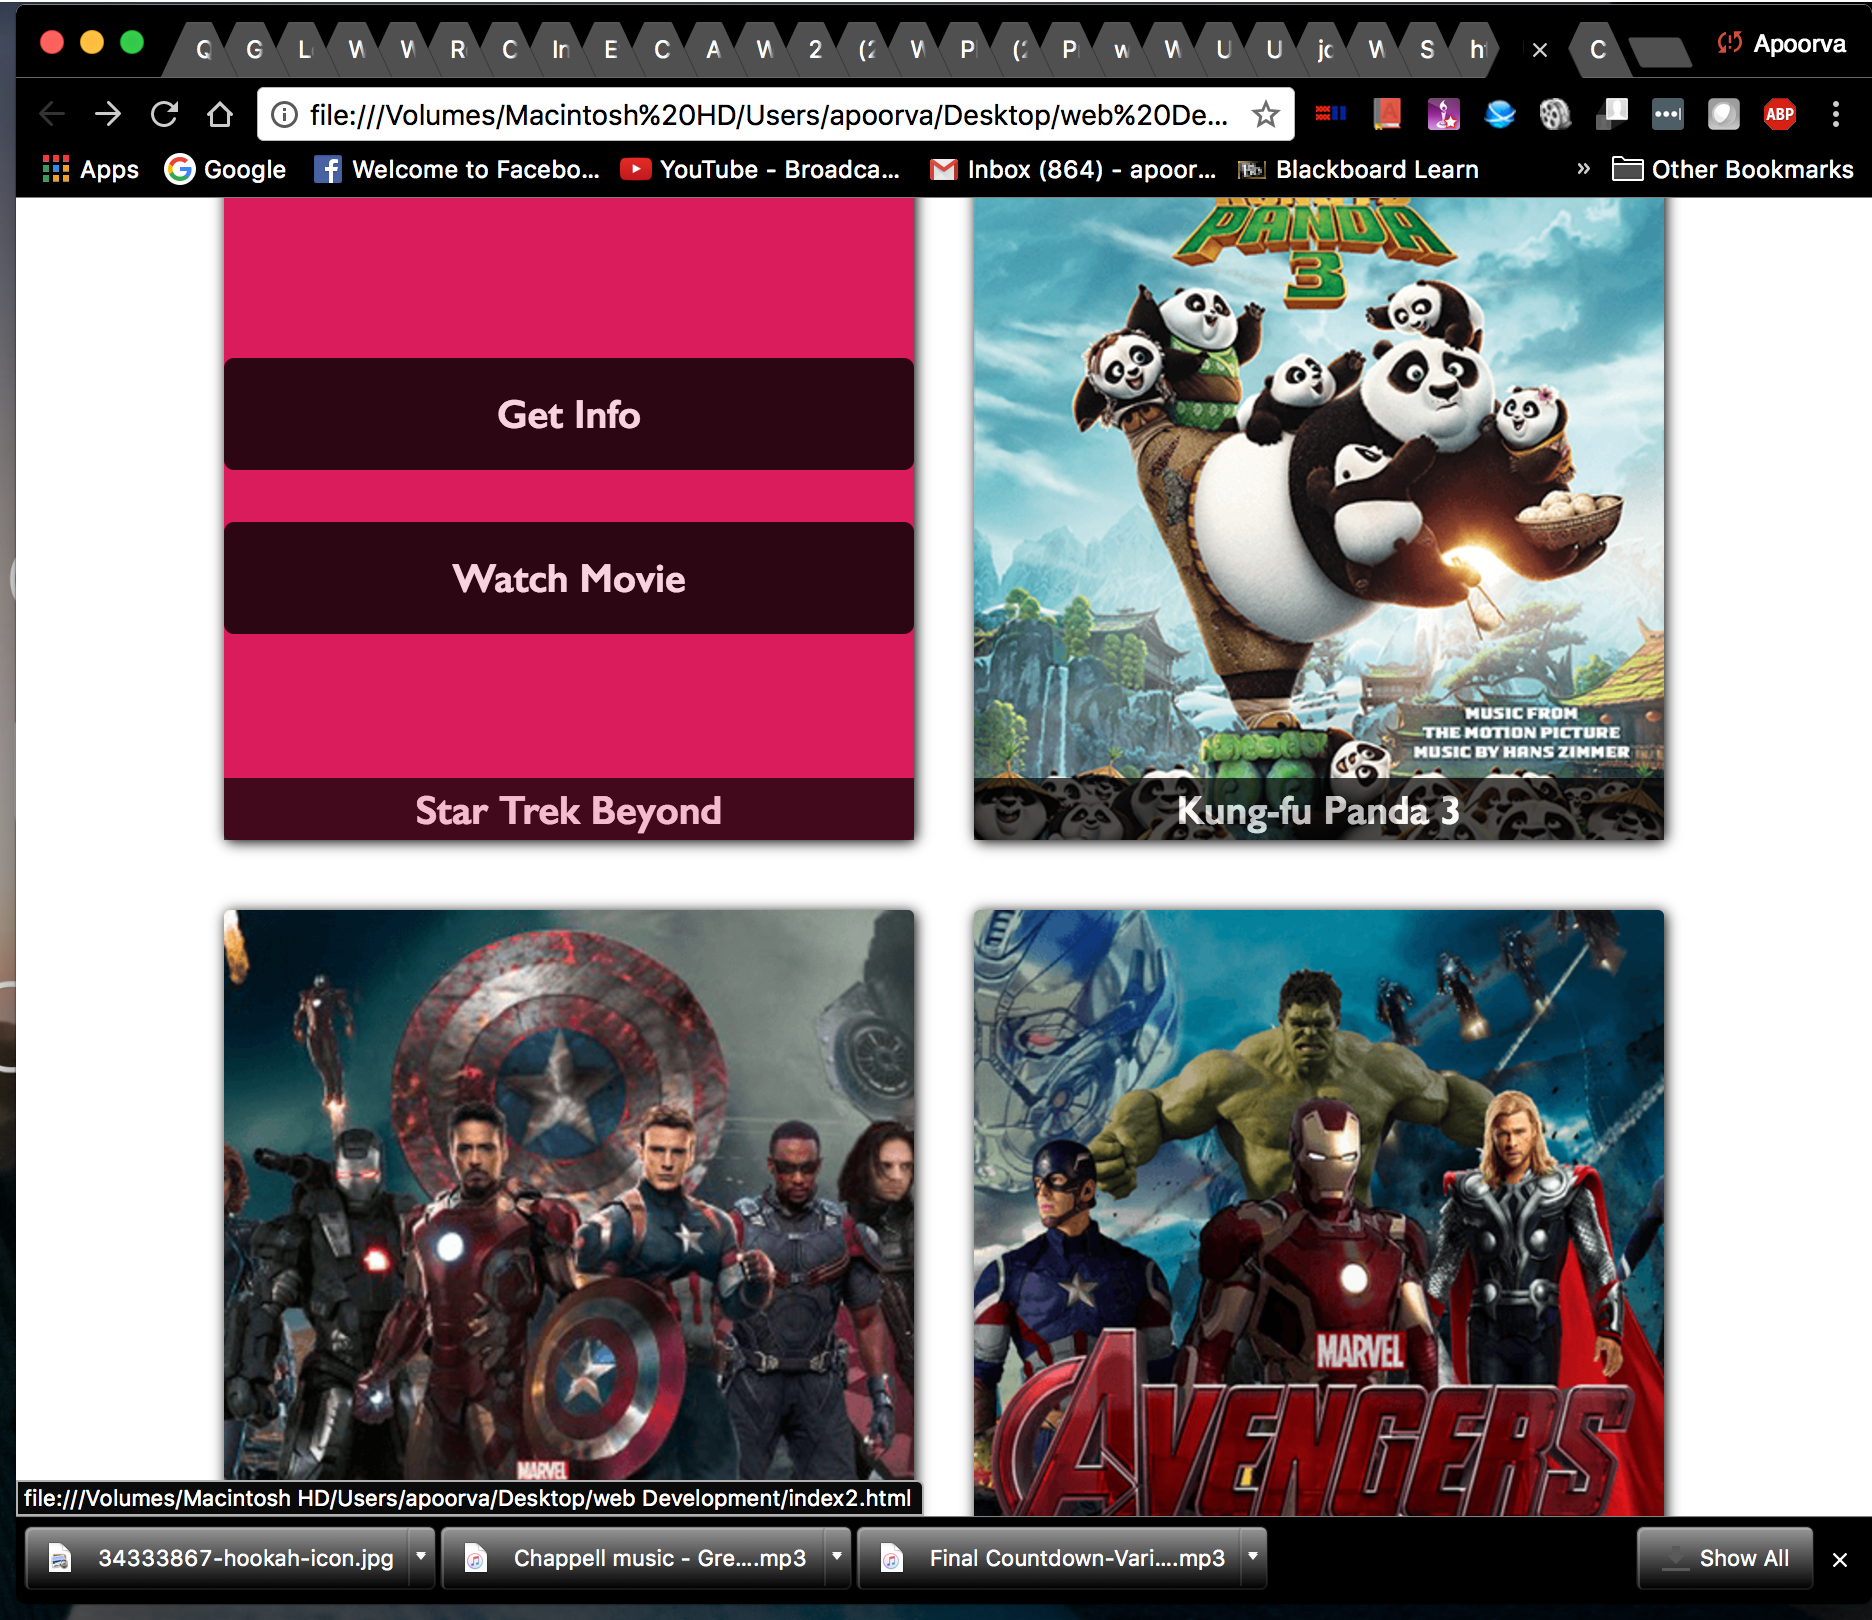 Q G L W W R C In E C A W 2 (2 W Pl (2 P w W U U jc W S ht C Apoorva
file:///Volumes/Macintosh%20HD/Users/apoorva/Desktop/web%20De...
ABP
Apps Google Welcome to Facebo... YouTube - Broadca... Inbox (864) - apoor... Blackboard Learn » Other Bookmarks
PANDA
3
Get Info
Watch Movie
MUSIC FROM
THE MOTION PICTURE
MUSIC BY HANS ZIMMER
Star Trek Beyond
Kung-fu Panda 3
MARVEL
AVENGERS
MARVEL
file:///Volumes/Macintosh HD/Users/apoorva/Desktop/web Development/index2.html
34333867-hookah-icon.jpg
Chappell music - Gre....mp3
Final Countdown-Vari....mp3
Show All